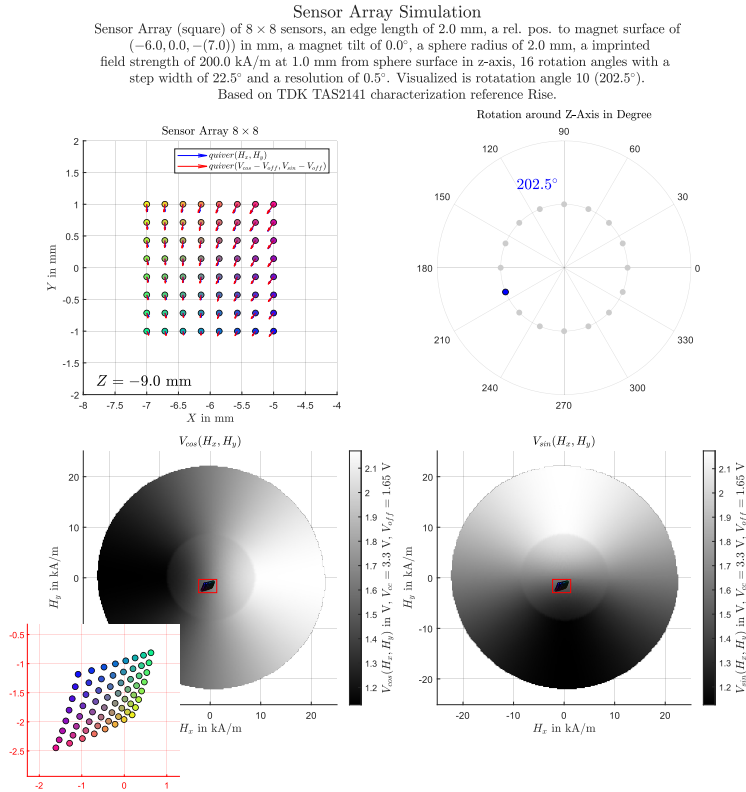 Sensor Array Simulation
Sensor Array (square) of 8 × 8 sensors, an edge length of 2.0 mm, a rel. pos. to magnet surface of
(−6.0, 0.0, −(7.0)) in mm, a magnet tilt of 0.0°, a sphere radius of 2.0 mm, a imprinted
field strength of 200.0 kA/m at 1.0 mm from sphere surface in z-axis, 16 rotation angles with a
step width of 22.5° and a resolution of 0.5°. Visualized is rotatation angle 10 (202.5°).
Based on TDK TAS2141 characterization reference Rise.
Sensor Array 8 × 8
quiver(Hx, Hy)
quiver(Vcos − Voff, Vsin − Voff)
2
1.5
1
0.5
0
-0.5
-1
-1.5
-2
Y in mm
Z = −9.0 mm
-8 -7.5 -7 -6.5 -6 -5.5 -5 -4.5 -4
X in mm
Rotation around Z-Axis in Degree
90
120 60
202.5°
150 30
180 0
210 330
240 300
270
Vcos(Hx, Hy)
20
10
0
Hy in kA/m
0 10 20
Hx in kA/m
2.1
2
1.9
1.8
1.7
1.6
1.5
1.4
1.3
1.2
Vcos(Hx, Hy) in V, Vcc = 3.3 V, Voff = 1.65 V
-0.5
-1
-1.5
-2
-2.5
-2 -1 0 1
Vsin(Hx, Hy)
20
10
0
-10
-20
Hy in kA/m
-20 -10 0 10 20
Hx in kA/m
2.1
2
1.9
1.8
1.7
1.6
1.5
1.4
1.3
1.2
Vsin(Hx, Hy) in V, Vcc = 3.3 V, Voff = 1.65 V